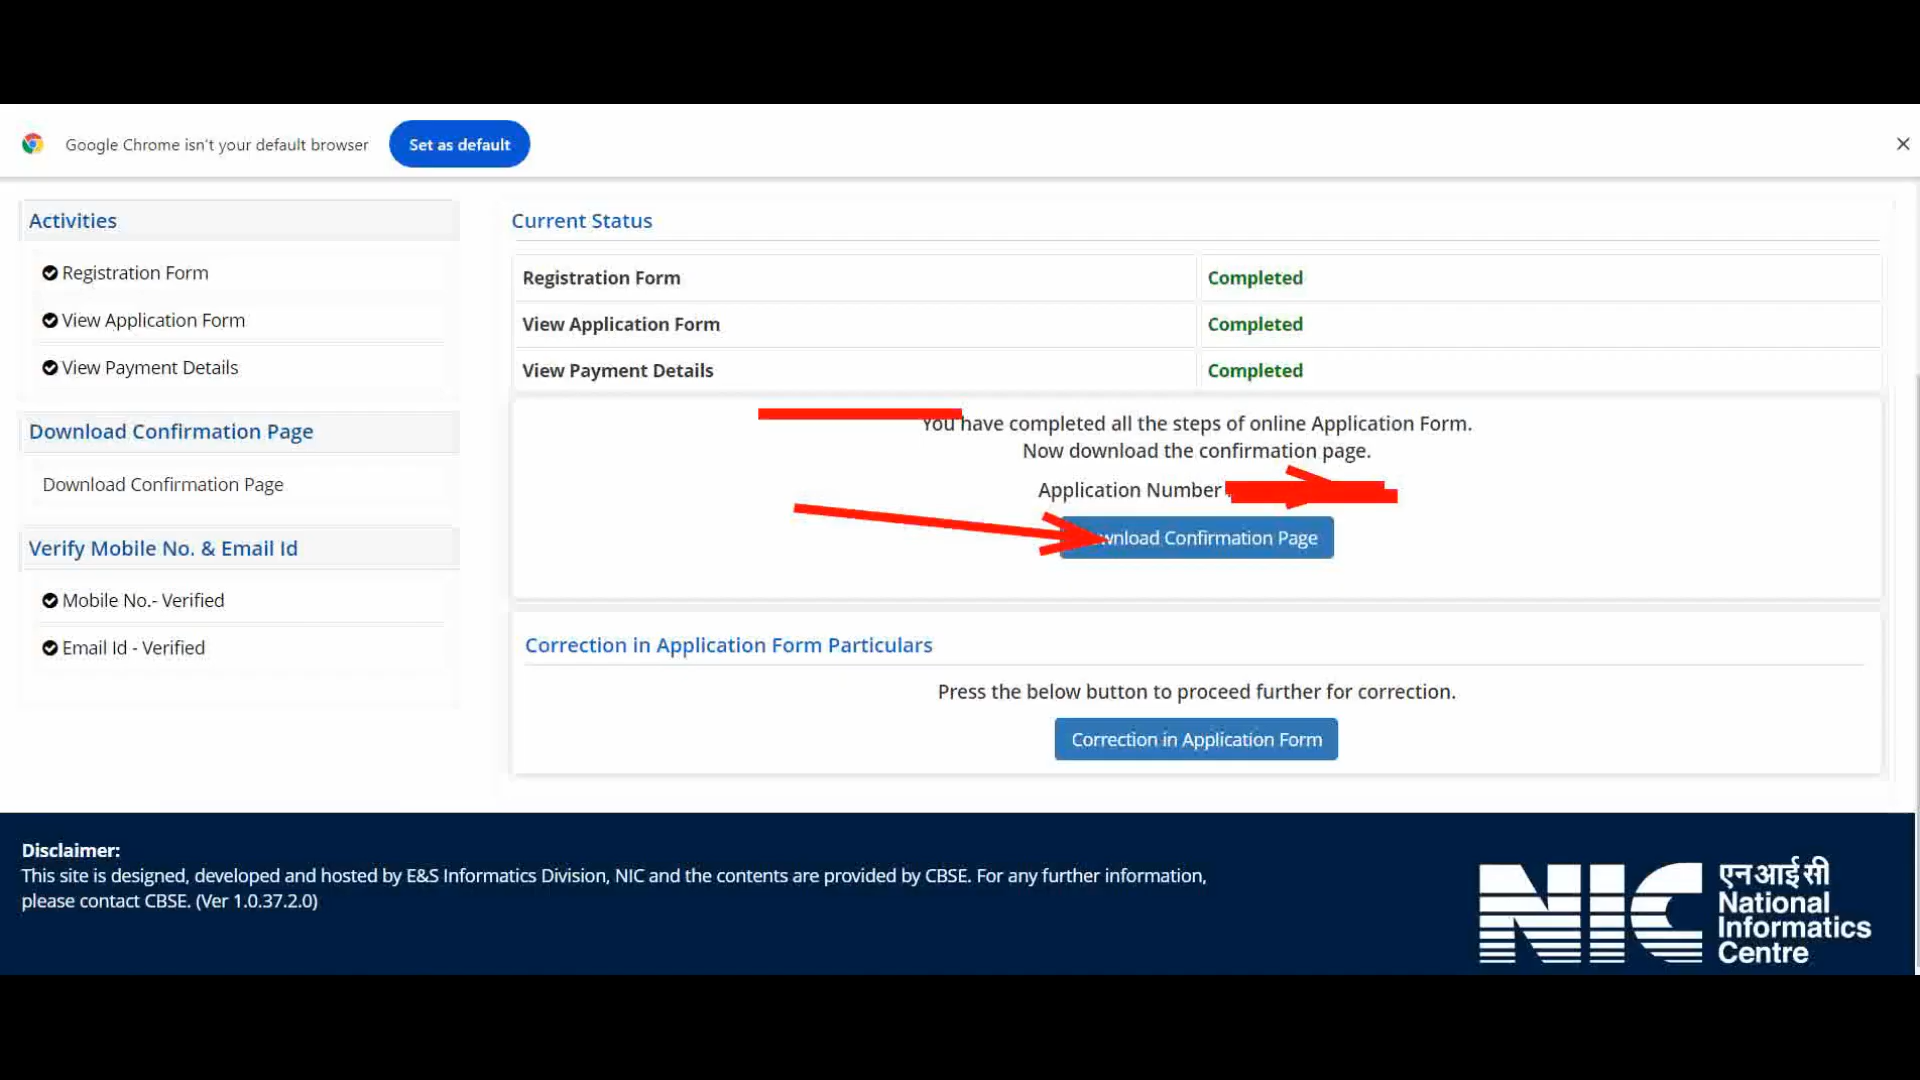 Google Chrome isn't your default browser
Set as default
Activities
Registration Form
View Application Form
View Payment Details
Download Confirmation Page
Download Confirmation Page
Verify Mobile No. & Email Id
Mobile No.- Verified
Email Id - Verified
Current Status
Registration Form Completed
View Application Form Completed
View Payment Details Completed
You have completed all the steps of online Application Form.
Now download the confirmation page.
Application Number
Confirmation Page
Correction in Application Form Particulars
Press the below button to proceed further for correction.
Correction in Application Form
Disclaimer:
This site is designed, developed and hosted by E&S Informatics Division, NIC and the contents are provided by CBSE. For any further information,
please contact CBSE. (Ver 1.0.37.2.0)
NIC
एनआईसी
National
Informatics
Centre